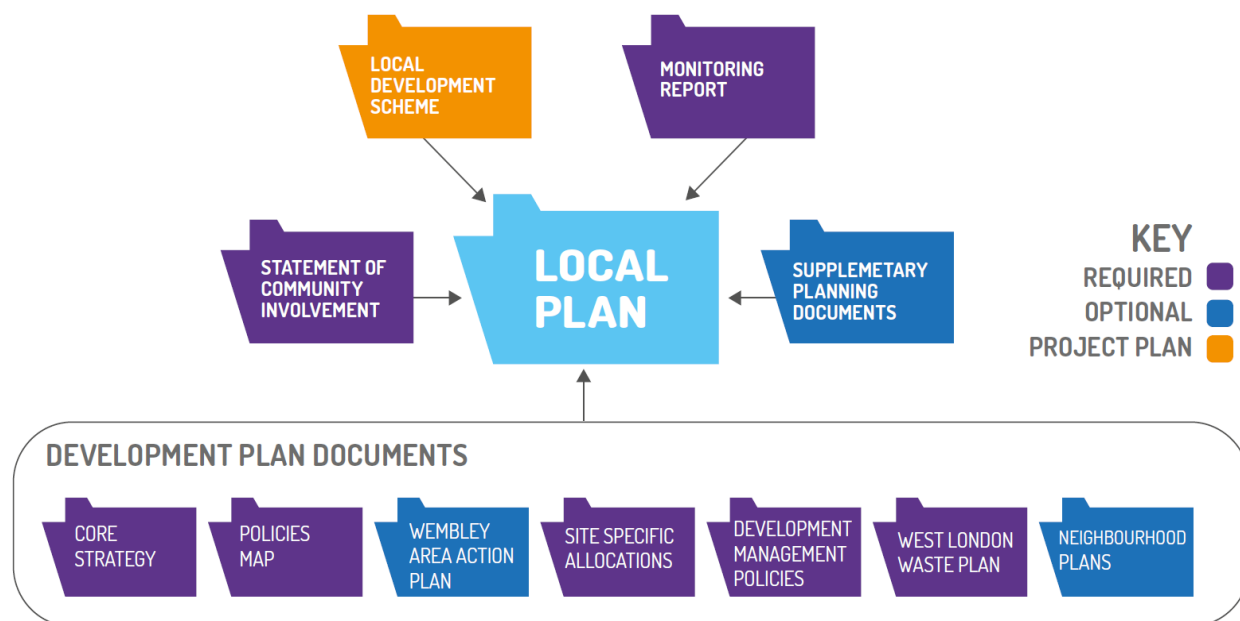 LOCAL
DEVELOPMENT
SCHEME
MONITORING
REPORT
STATEMENT OF
COMMUNITY
INVOLVEMENT
LOCAL
PLAN
SUPPLEMETARY
PLANNING
DOCUMENTS
KEY
REQUIRED
OPTIONAL
PROJECT PLAN
DEVELOPMENT PLAN DOCUMENTS
CORE
STRATEGY
POLICIES
MAP
WEMBLEY
AREA ACTION
PLAN
SITE SPECIFIC
ALLOCATIONS
DEVELOPMENT
MANAGEMENT
POLICIES
WEST LONDON
WASTE PLAN
NEIGHBOURHOOD
PLANS